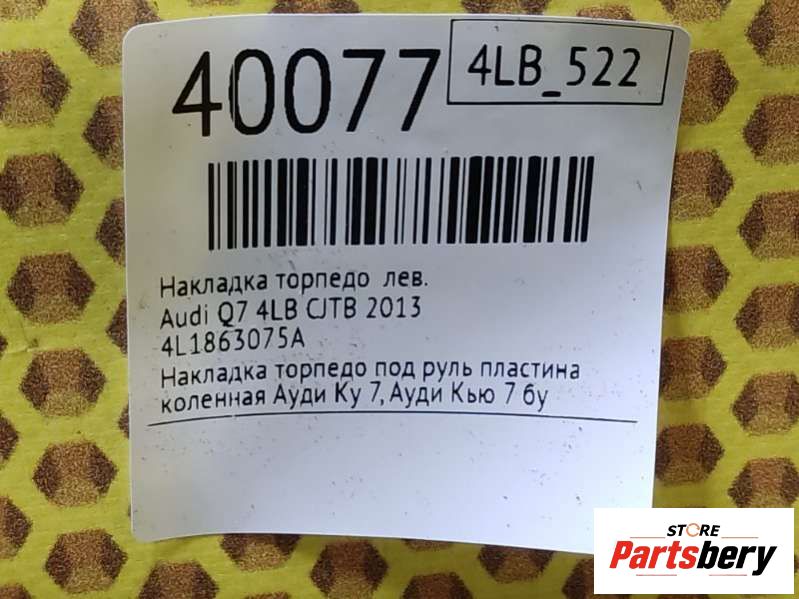 40077
4LB_522
Накладка торпедо лев.
Audi Q7 4LB CJTB 2013
4L1863075A
Накладка торпедо под руль пластина
коленная Ауди Ку 7, Ауди Кью 7 бу
STORE
Partsbery